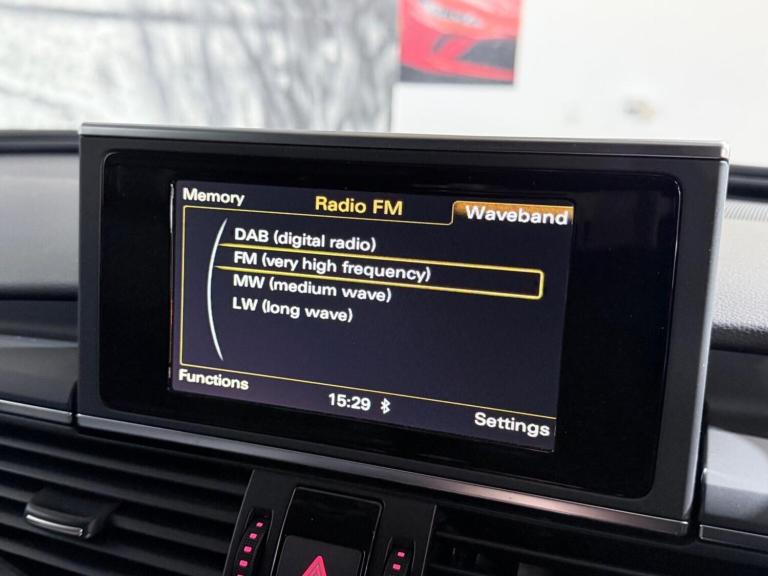 Memory
Radio FM
Waveband
DAB (digital radio)
FM (very high frequency)
MW (medium wave)
LW (long wave)
Functions
15:29
Settings